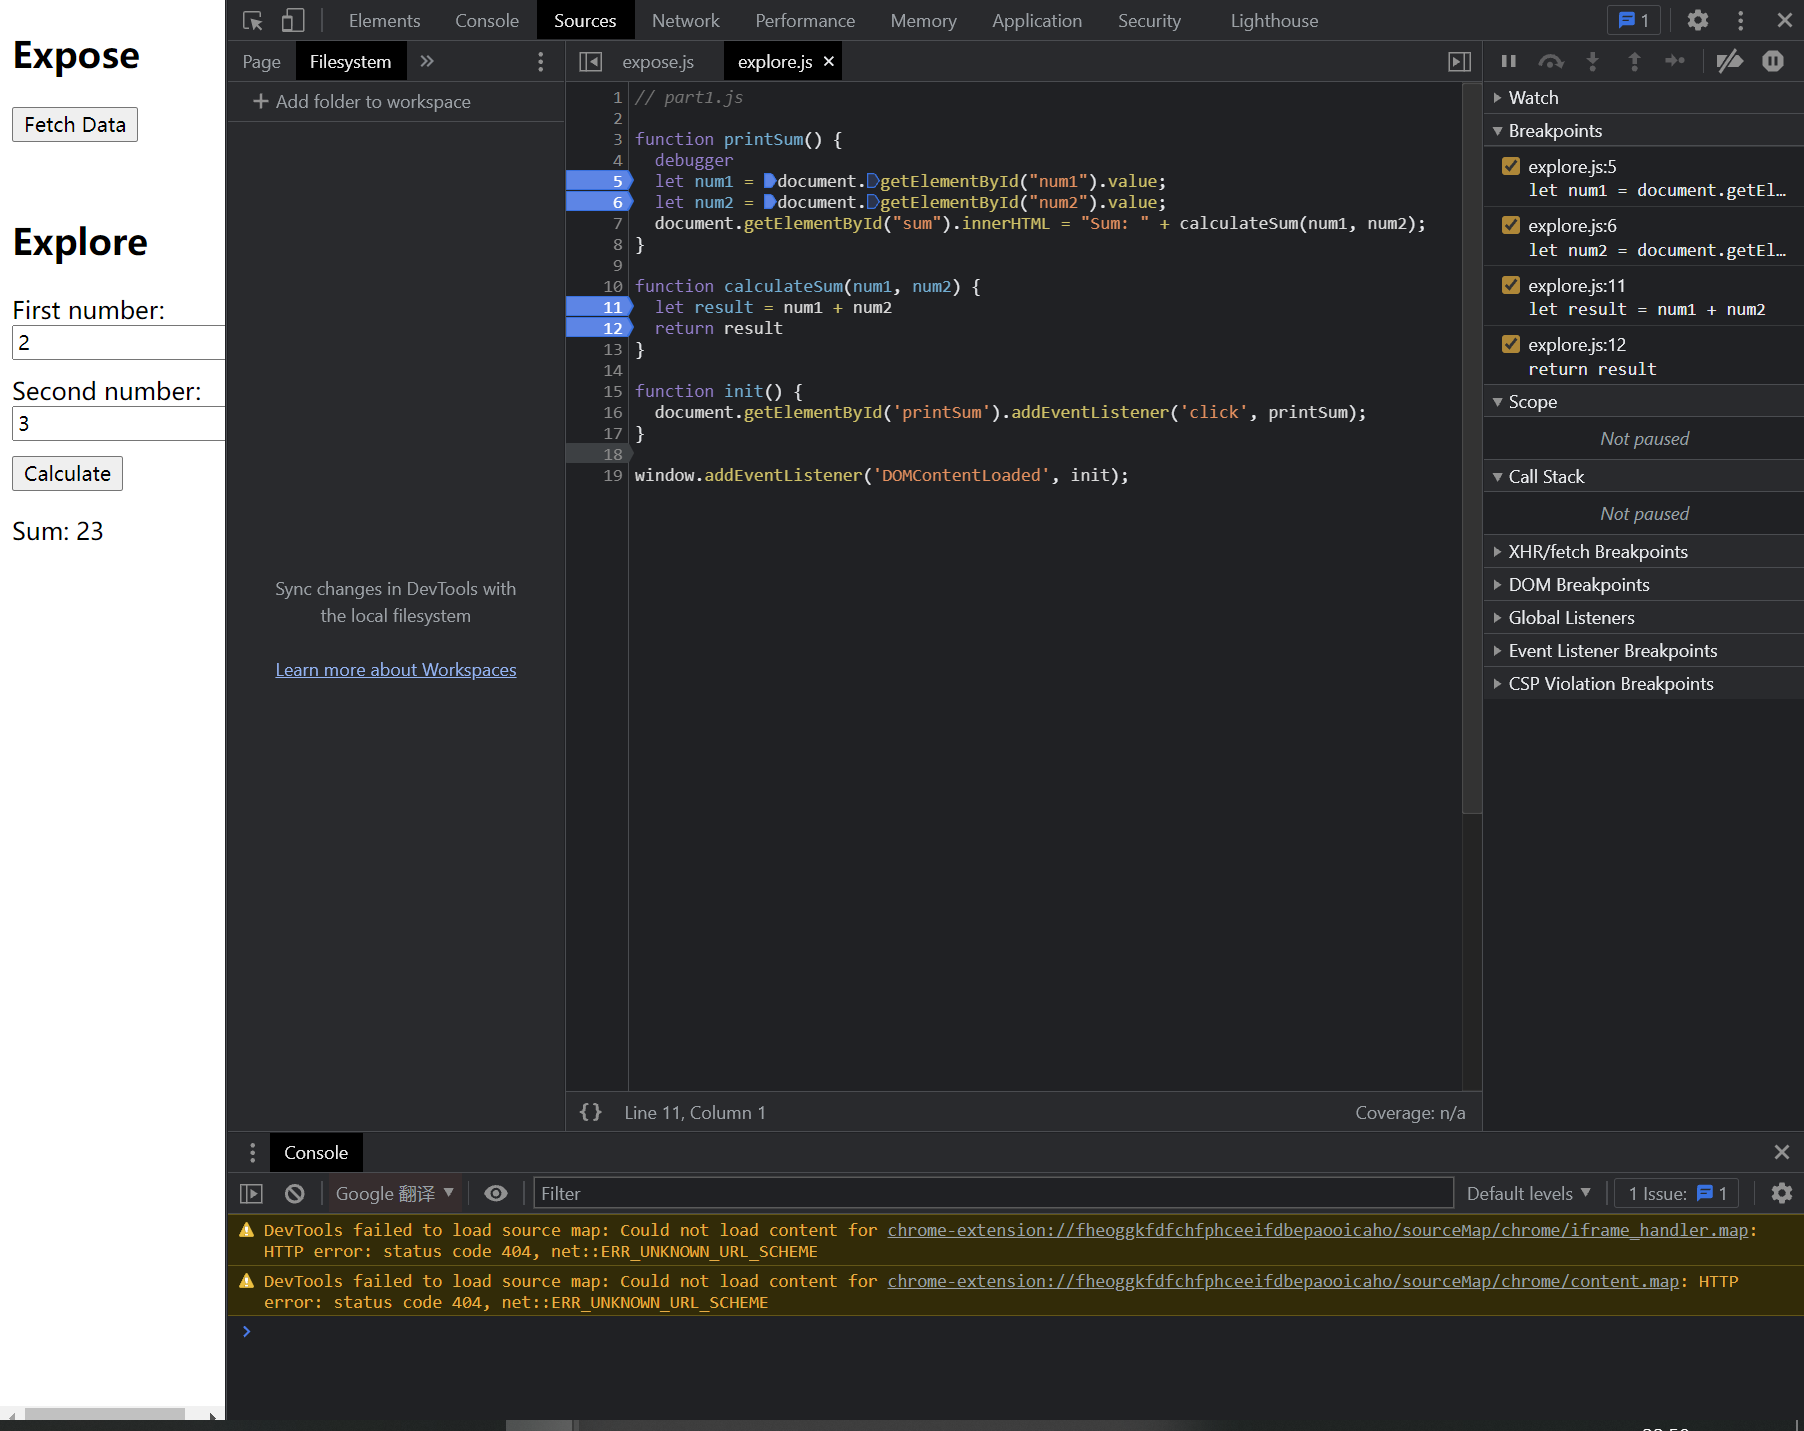 Expose
Fetch Data
Explore
First number:
2
Second number:
3
Calculate
Sum: 23
Elements Console Sources Network Performance Memory Application Security Lighthouse 1
Page Filesystem »
+ Add folder to workspace
Sync changes in DevTools with
the local filesystem
Learn more about Workspaces
expose.js explore.js ×
1 // part1.js
2
3 function printSum() {
4 debugger
5 let num1 = document.getElementById("num1").value;
6 let num2 = document.getElementById("num2").value;
7 document.getElementById("sum").innerHTML = "Sum: " + calculateSum(num1, num2);
8 }
9
10 function calculateSum(num1, num2) {
11 let result = num1 + num2
12 return result
13 }
14
15 function init() {
16 document.getElementById('printSum').addEventListener('click', printSum);
17 }
18
19 window.addEventListener('DOMContentLoaded', init);
{} Line 11, Column 1 Coverage: n/a
Watch
Breakpoints
explore.js:5
let num1 = document.getEl…
explore.js:6
let num2 = document.getEl…
explore.js:11
let result = num1 + num2
explore.js:12
return result
Scope
Not paused
Call Stack
Not paused
XHR/fetch Breakpoints
DOM Breakpoints
Global Listeners
Event Listener Breakpoints
CSP Violation Breakpoints
Console
Google 翻译 ▼ Filter Default levels ▼ 1 Issue: 1
DevTools failed to load source map: Could not load content for chrome-extension://fheoggkfdfchfphceeifdbepaooicaho/sourceMap/chrome/iframe_handler.map:
HTTP error: status code 404, net::ERR_UNKNOWN_URL_SCHEME
DevTools failed to load source map: Could not load content for chrome-extension://fheoggkfdfchfphceeifdbepaooicaho/sourceMap/chrome/content.map: HTTP
error: status code 404, net::ERR_UNKNOWN_URL_SCHEME